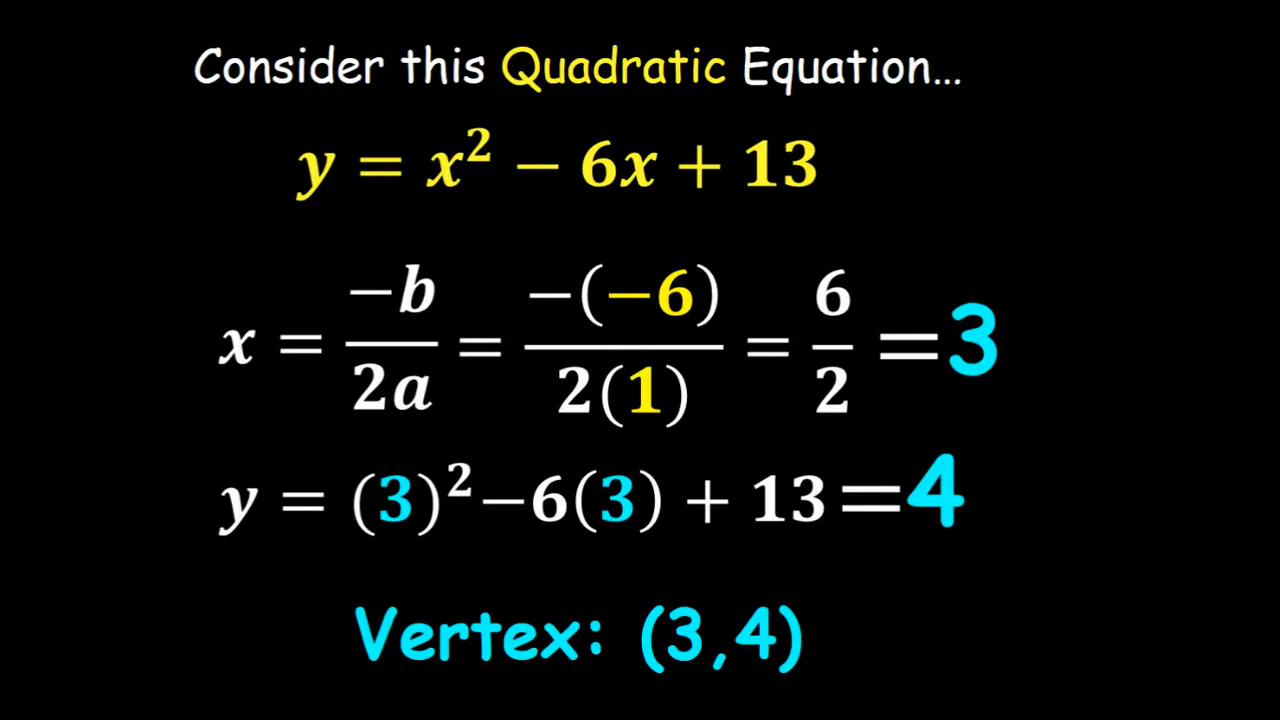 Consider this Quadratic Equation...
y = x² − 6x + 13
x = −b/2a = −(−6)/2(1) = 6/2 = 3
y = (3)² −6(3) + 13 = 4
Vertex: (3,4)